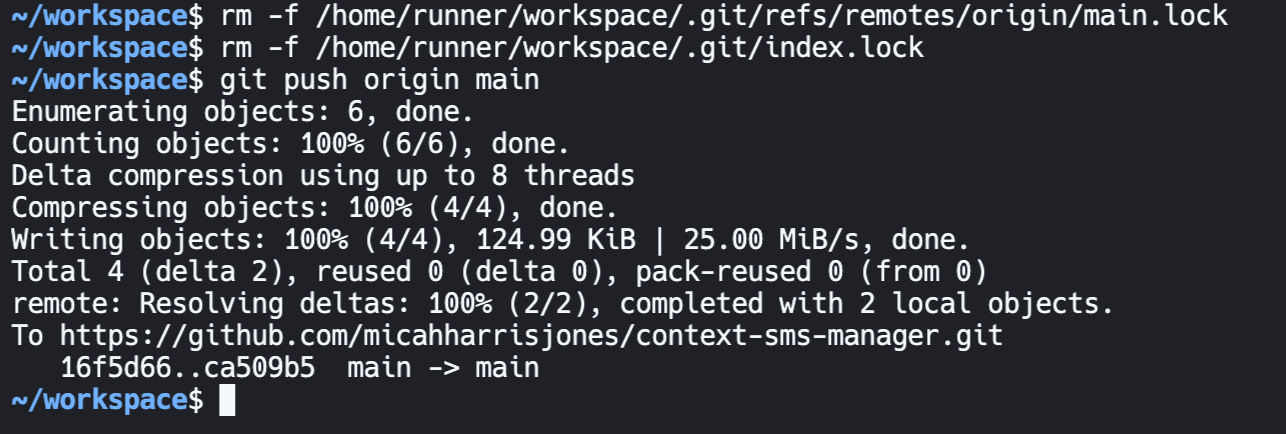 ~/workspace$ rm -f /home/runner/workspace/.git/refs/remotes/origin/main.lock
~/workspace$ rm -f /home/runner/workspace/.git/index.lock
~/workspace$ git push origin main
Enumerating objects: 6, done.
Counting objects: 100% (6/6), done.
Delta compression using up to 8 threads
Compressing objects: 100% (4/4), done.
Writing objects: 100% (4/4), 124.99 KiB | 25.00 MiB/s, done.
Total 4 (delta 2), reused 0 (delta 0), pack-reused 0 (from 0)
remote: Resolving deltas: 100% (2/2), completed with 2 local objects.
To https://github.com/micahharrisjones/context-sms-manager.git
   16f5d66..ca509b5  main -> main
~/workspace$